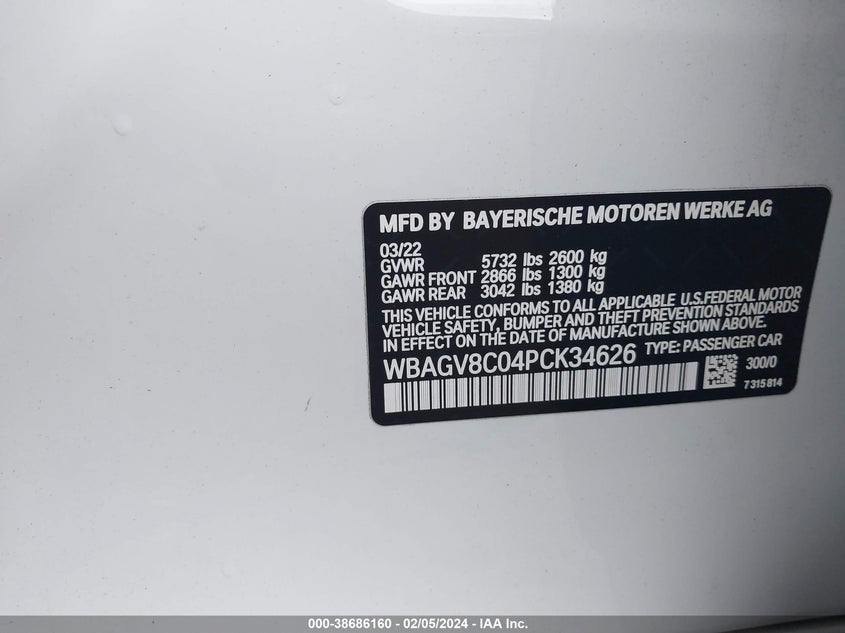 MFD BY BAYERISCHE MOTOREN WERKE AG
03/22
GVWR 5732 lbs 2600 kg
GAWR FRONT 2866 lbs 1300 kg
GAWR REAR 3042 lbs 1380 kg
THIS VEHICLE CONFORMS TO ALL APPLICABLE U.S.FEDERAL MOTOR
VEHICLE SAFETY, BUMPER, AND THEFT PREVENTION STANDARDS
IN EFFECT ON THE DATE OF MANUFACTURE SHOWN ABOVE.
WBAGV8C04PCK34626 TYPE: PASSENGER CAR
300/0
7 315 814
000-38686160 - 02/05/2024 - IAA Inc.